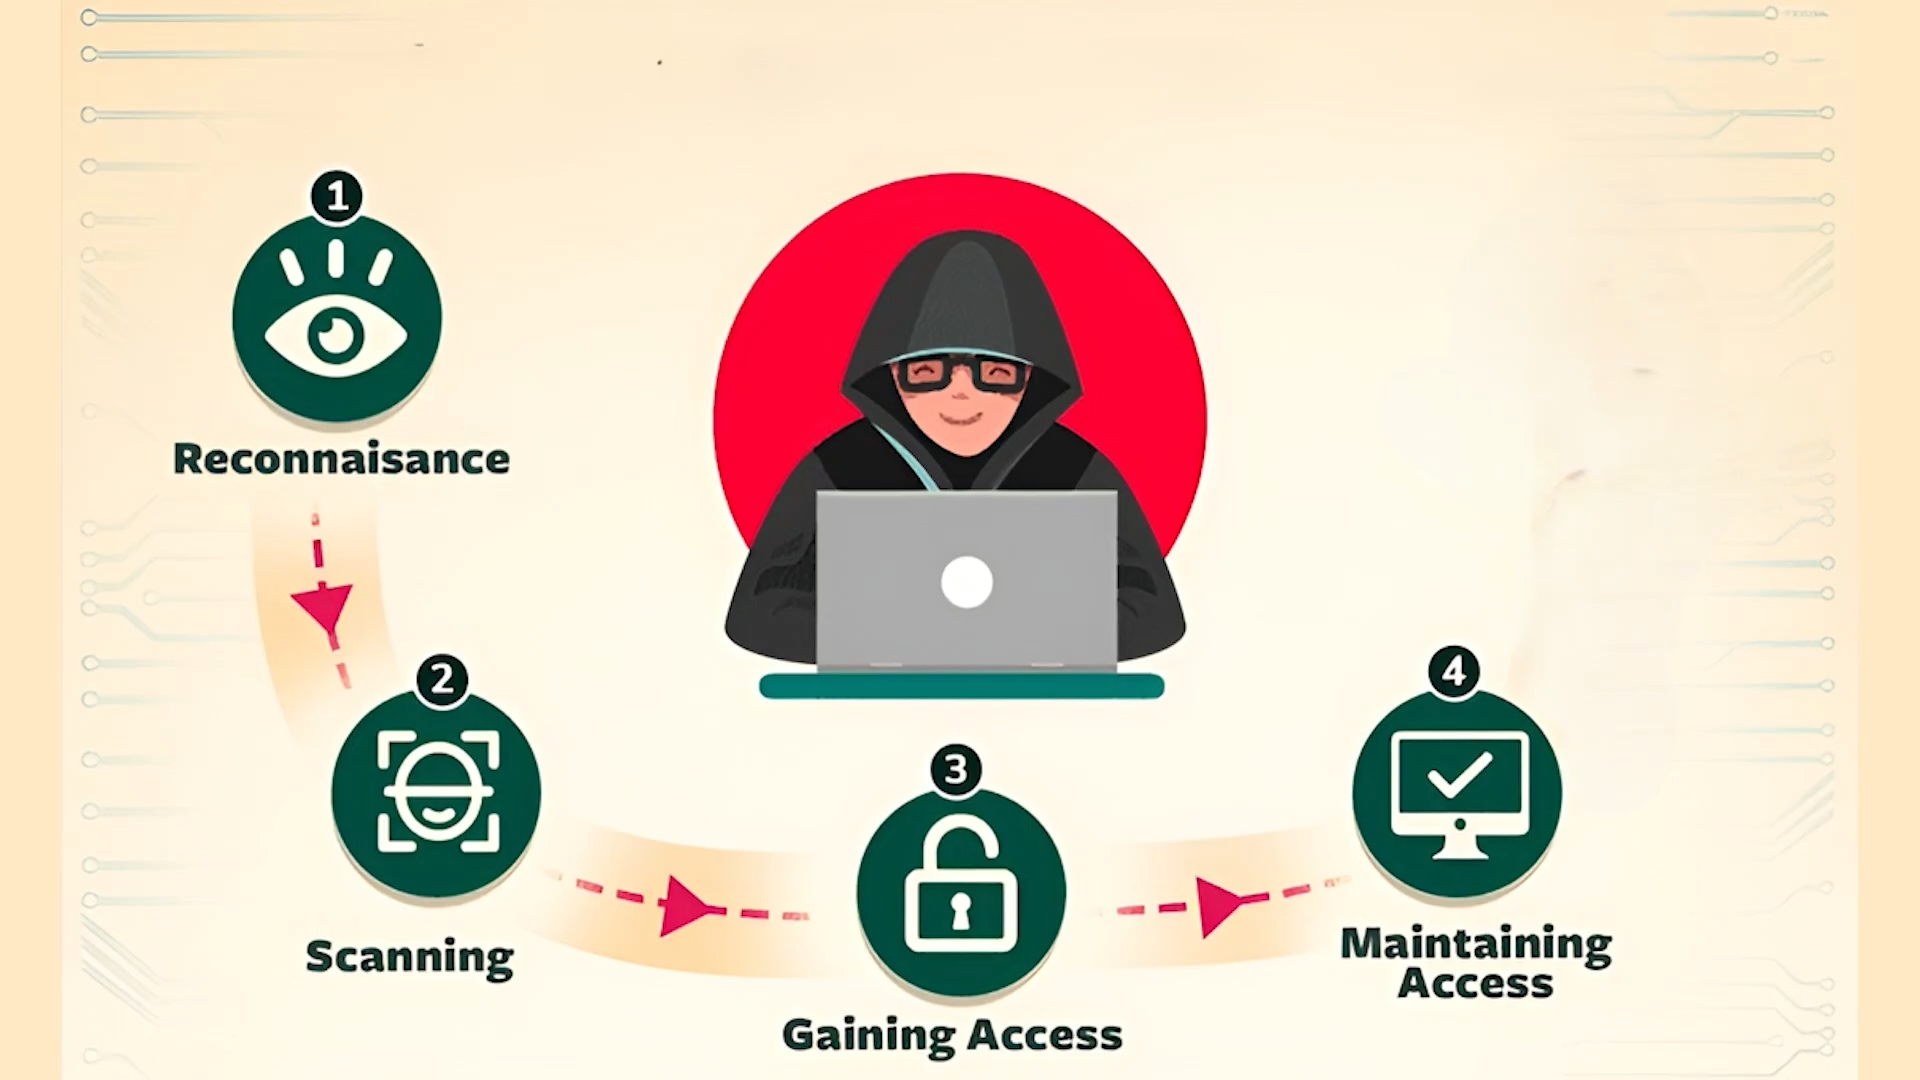 1
Reconnaisance
2
Scanning
3
Gaining Access
4
Maintaining
Access